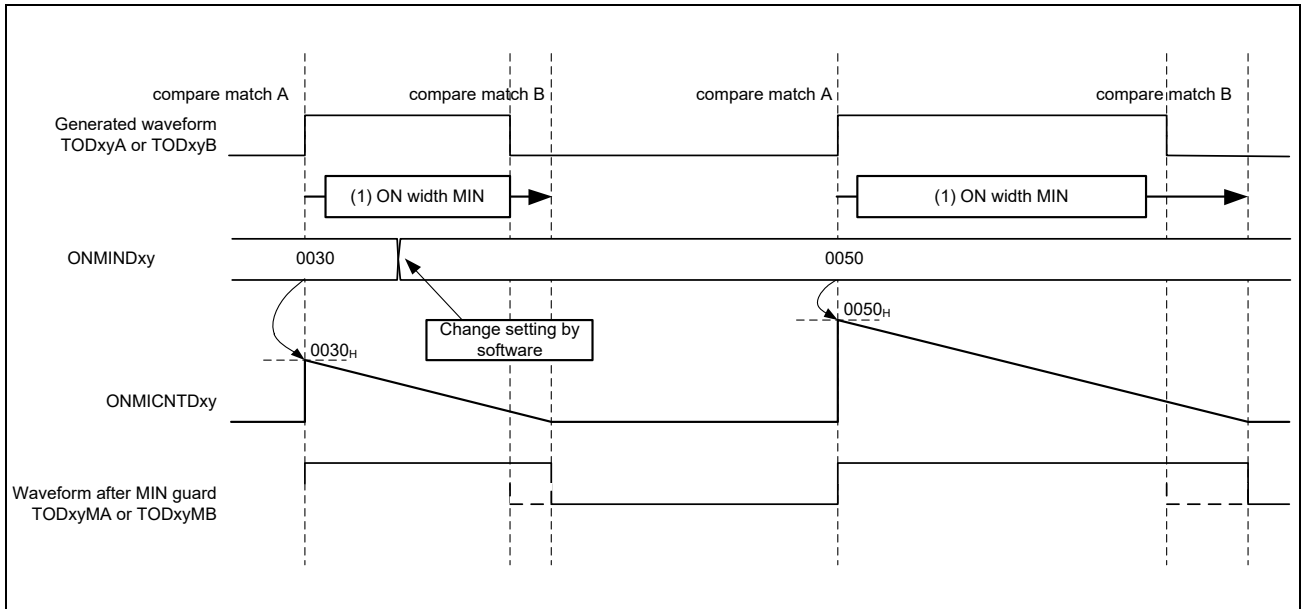 compare match A
compare match B
compare match A
compare match B
Generated waveform
TODxyA or TODxyB
(1) ON width MIN
(1) ON width MIN
ONMINDxy
0030
0050
Change setting by
software
0030H
0050H
ONMICNTDxy
Waveform after MIN guard
TODxyMA or TODxyMB